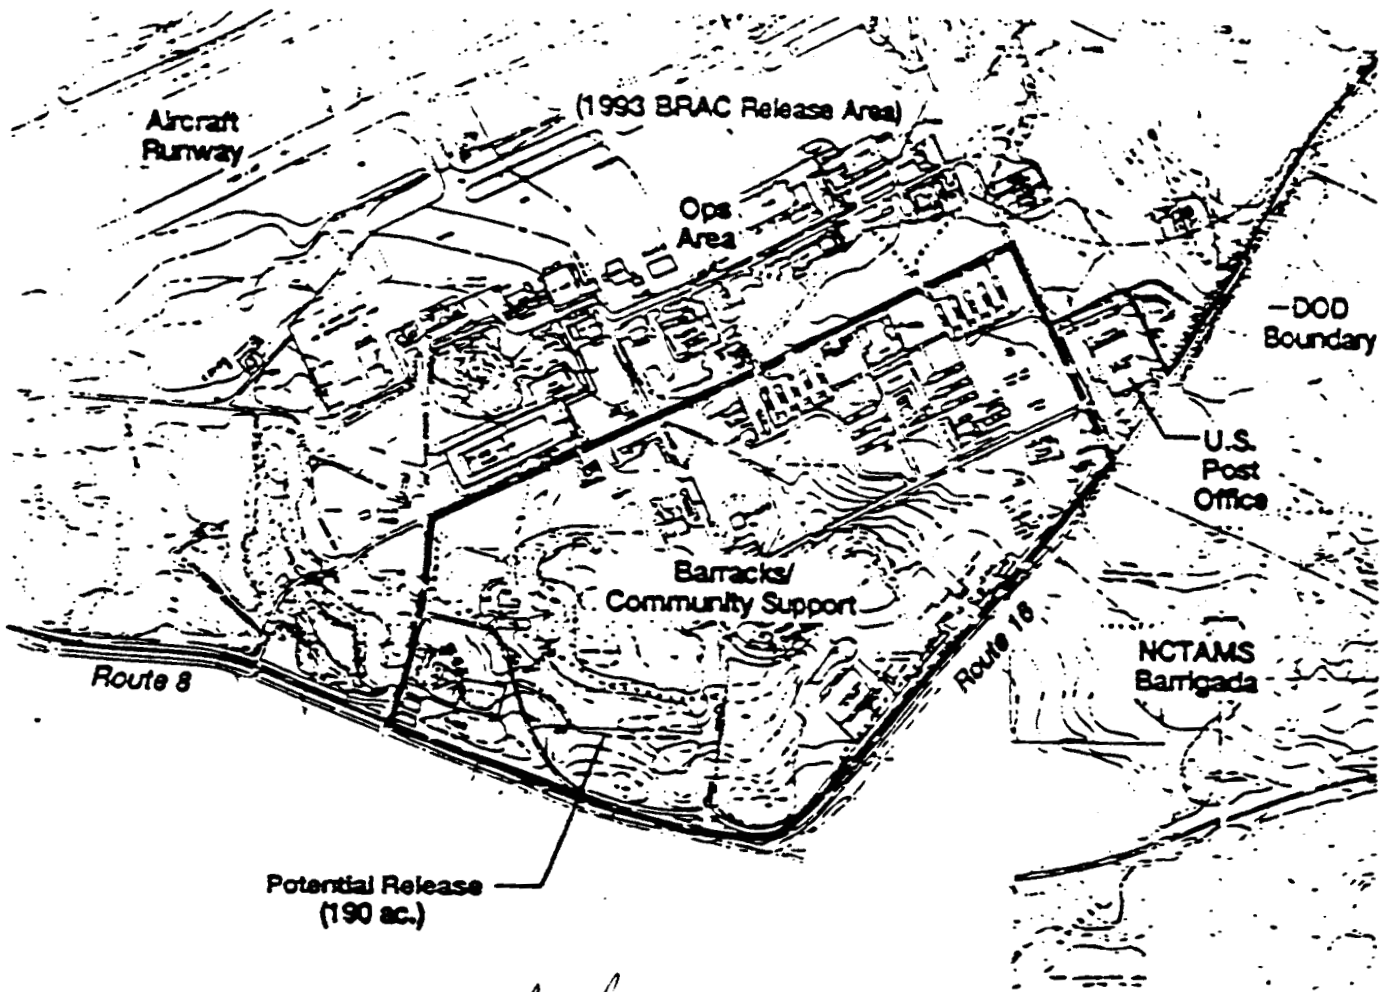 (1993 BRAC Release Area)
Aircraft
Runway
Ops
Area
—DOD
Boundary
U.S.
Post
Office
Barracks/
Community Support
Route 16
NCTAMS
Barrigada
Route 8
Potential Release
(190 ac.)